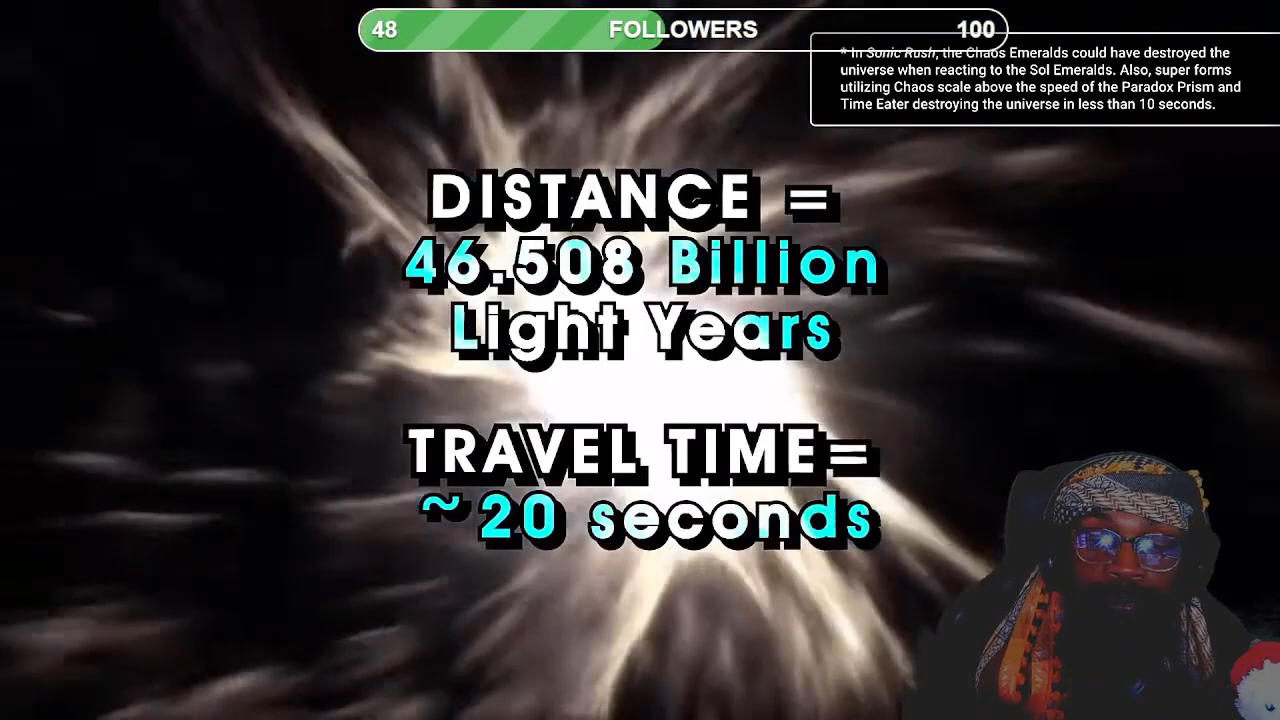 48 FOLLOWERS 100
* In Sonic Rush, the Chaos Emeralds could have destroyed the
universe when reacting to the Sol Emeralds. Also, super forms
utilizing Chaos scale above the speed of the Paradox Prism and
Time Eater destroying the universe in less than 10 seconds.
DISTANCE =
46.508 Billion
Light Years
TRAVEL TIME=
~20 seconds